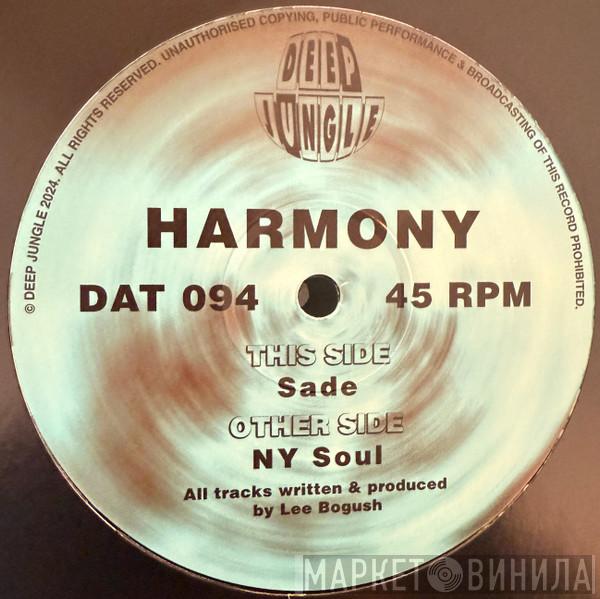 © DEEP JUNGLE 2024. ALL RIGHTS RESERVED. UNAUTHORISED COPYING, PUBLIC PERFORMANCE & BROADCASTING OF THIS RECORD PROHIBITED.
DEEP
JUNGLE
HARMONY
DAT 094
45 RPM
THIS SIDE
Sade
OTHER SIDE
NY Soul
All tracks written & produced
by Lee Bogush
МАРКЕТ ВИНИЛА